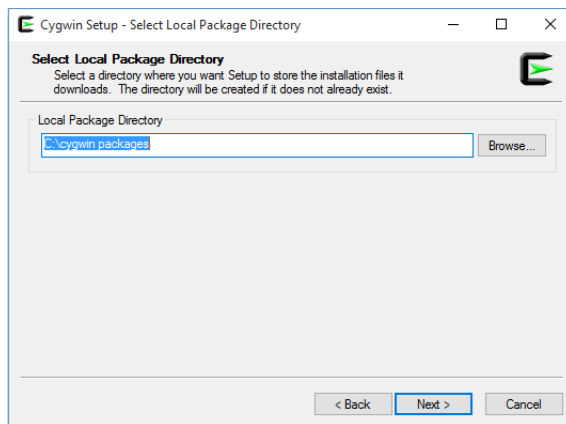 Cygwin Setup - Select Local Package Directory
Select Local Package Directory
Select a directory where you want Setup to store the installation files it
downloads. The directory will be created if it does not already exist.
Local Package Directory
C:\cygwin packages
Browse...
< Back
Next >
Cancel